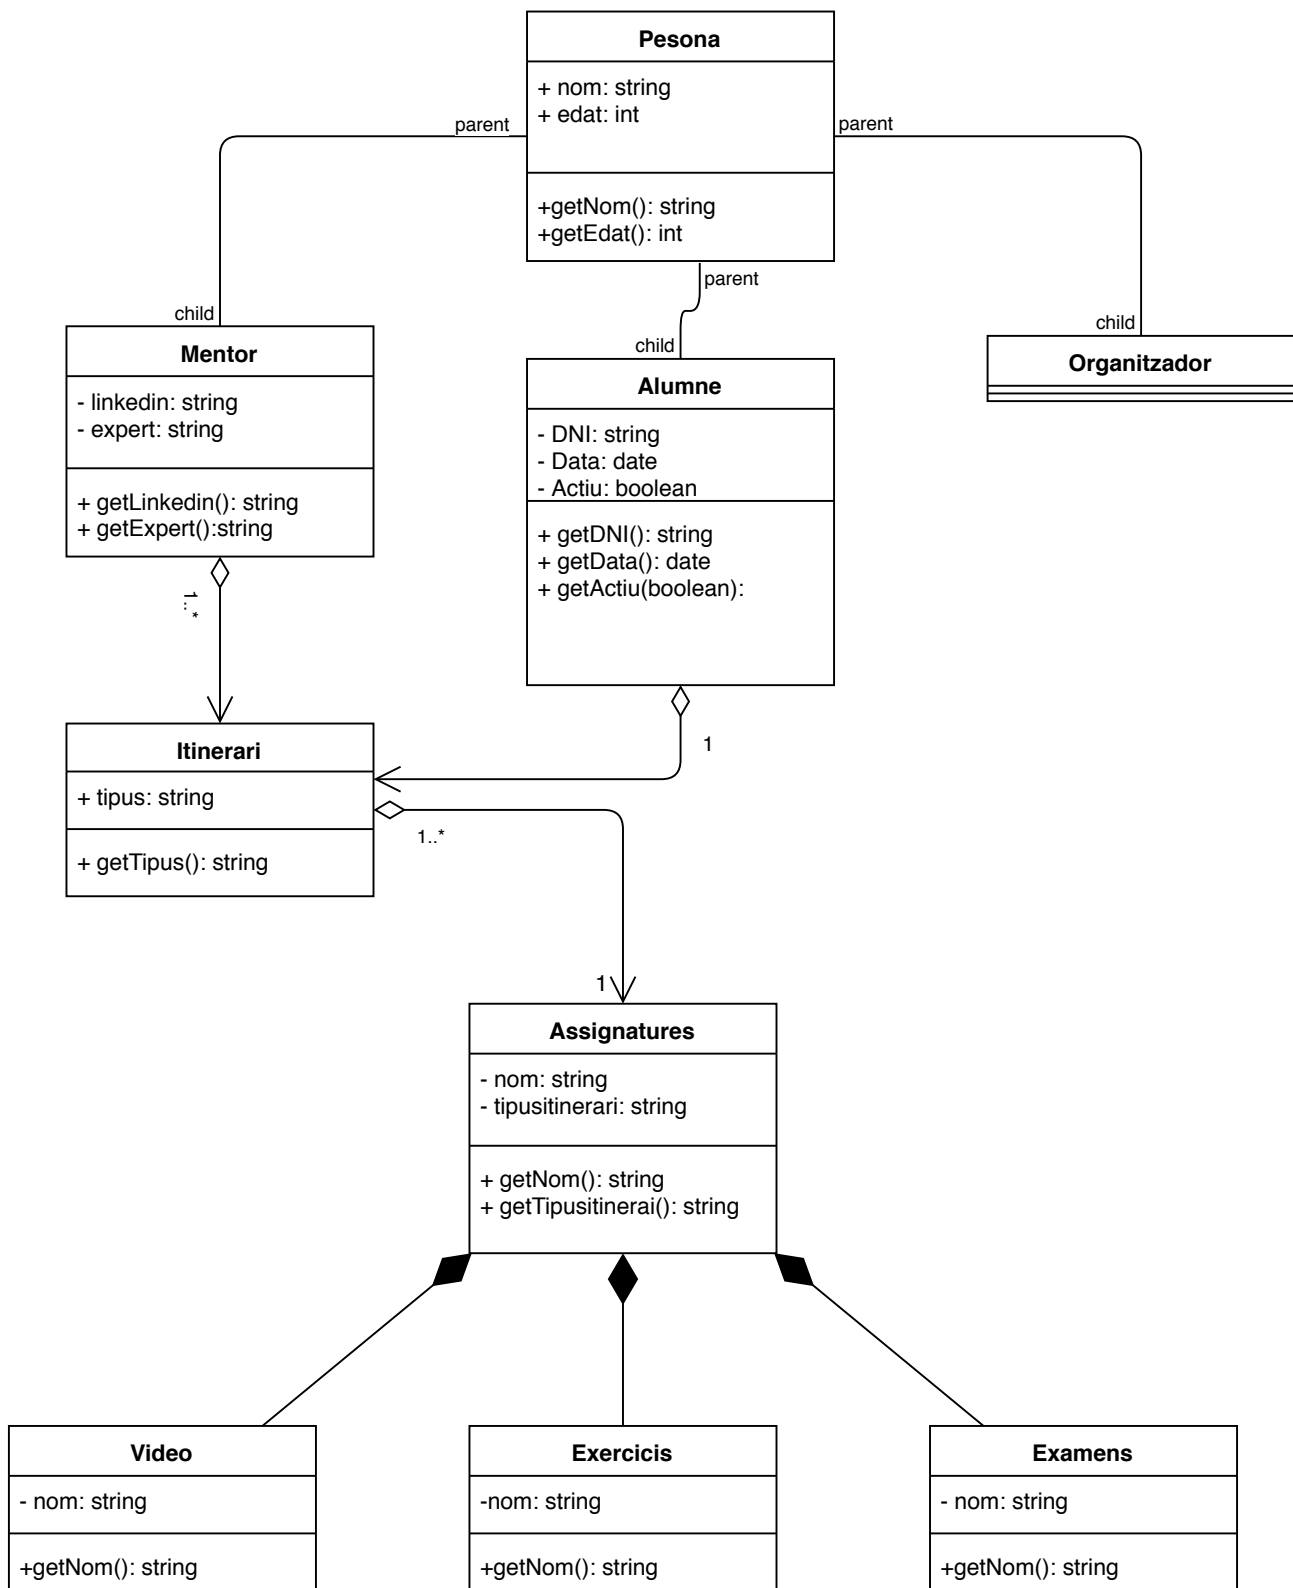 Pesona
+ nom: string
+ edat: int
+getNom(): string
+getEdat(): int
parent
parent
parent
child
child
child
Mentor
- linkedin: string
- expert: string
+ getLinkedin(): string
+ getExpert():string
1..*
Alumne
- DNI: string
- Data: date
- Actiu: boolean
+ getDNI(): string
+ getData(): date
+ getActiu(boolean):
1
Organitzador
Itinerari
+ tipus: string
+ getTipus(): string
1..*
1
Assignatures
- nom: string
- tipusitinerari: string
+ getNom(): string
+ getTipusitinerai(): string
Video
- nom: string
+getNom(): string
Exercicis
-nom: string
+getNom(): string
Examens
- nom: string
+getNom(): string